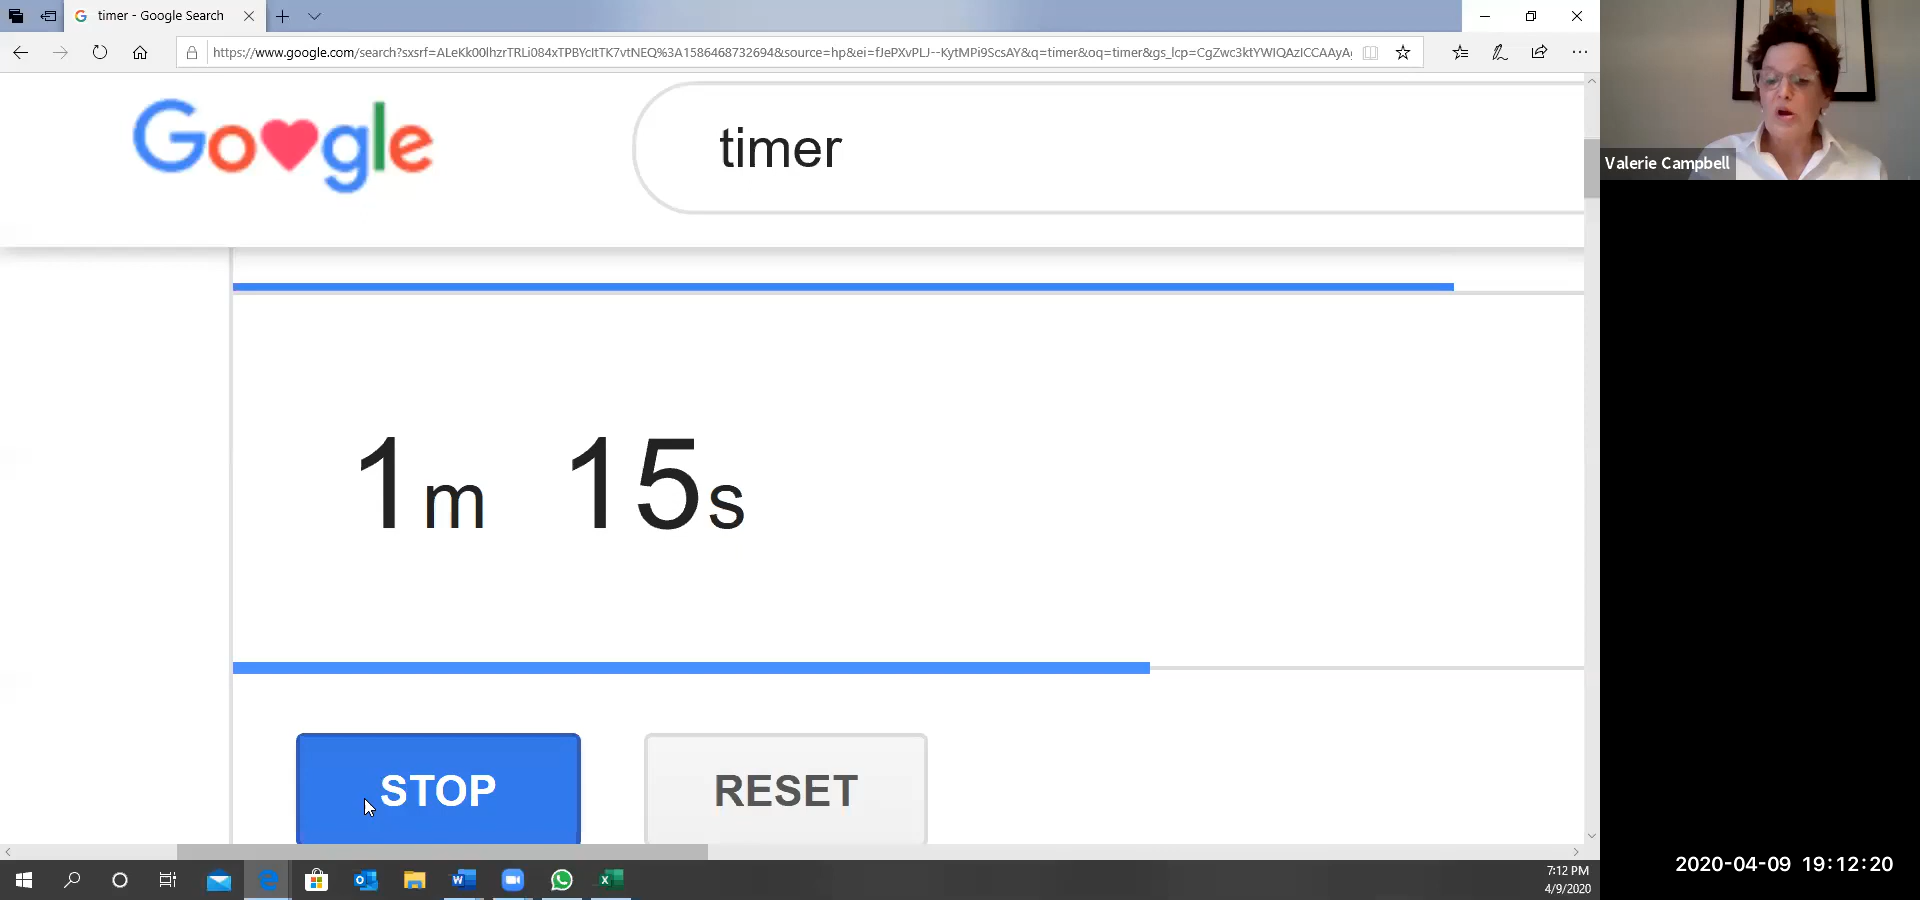 timer - Google Search
https://www.google.com/search?sxsrf=ALeKk00lhzrTRLi084xTPBYcItTK7vtNEQ%3A1586468732694&source=hp&ei=fJePXvPLJ--KytMPi9ScsAY&q=timer&oq=timer&gs_lcp=CgZwc3ktYWIQAzICCAAyA
Google
timer
Valerie Campbell
1m 15s
STOP
RESET
7:12 PM
4/9/2020
2020-04-09 19:12:20